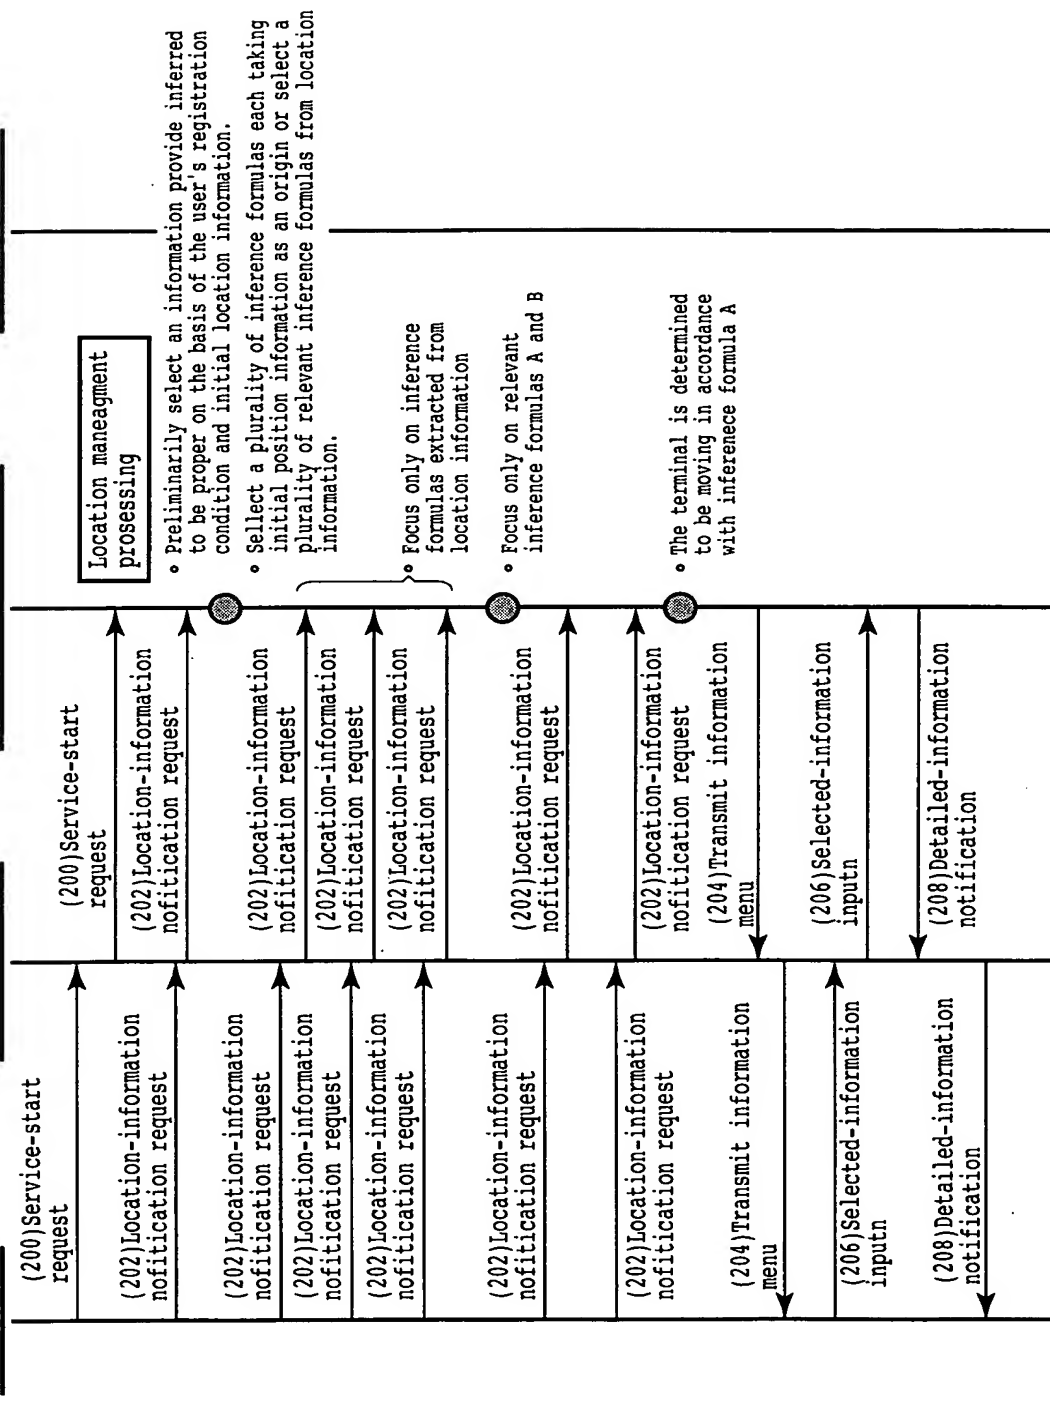 (200)Service-start
request
(202)Location-information
nofitication request
(202)Location-information
nofitication request
(202)Location-information
nofitication request
(202)Location-information
nofitication request
(202)Location-information
nofitication request
(202)Location-information
nofitication request
(204)Transmit information
menu
(206)Selected-information
inputn
(208)Detailed-information
notification
(200)Service-start
request
(202)Location-information
nofitication request
(202)Location-information
nofitication request
(202)Location-information
nofitication request
(202)Location-information
nofitication request
(202)Location-information
nofitication request
(202)Location-information
nofitication request
(204)Transmit information
menu
(206)Selected-information
inputn
(208)Detailed-information
notification
Location maneagment
prosessing
• Preliminarily select an information provide inferred
to be proper on the basis of the user's registration
condition and initial location information.
• Sellect a plurality of inference formulas each taking
initial position information as an origin or select a
plurality of relevant inference formulas from location
information.
• Focus only on inference
formulas extracted from
location information
• Focus only on relevant
inference formulas A and B
• The terminal is determined
to be moving in accordance
with inferenece formula A